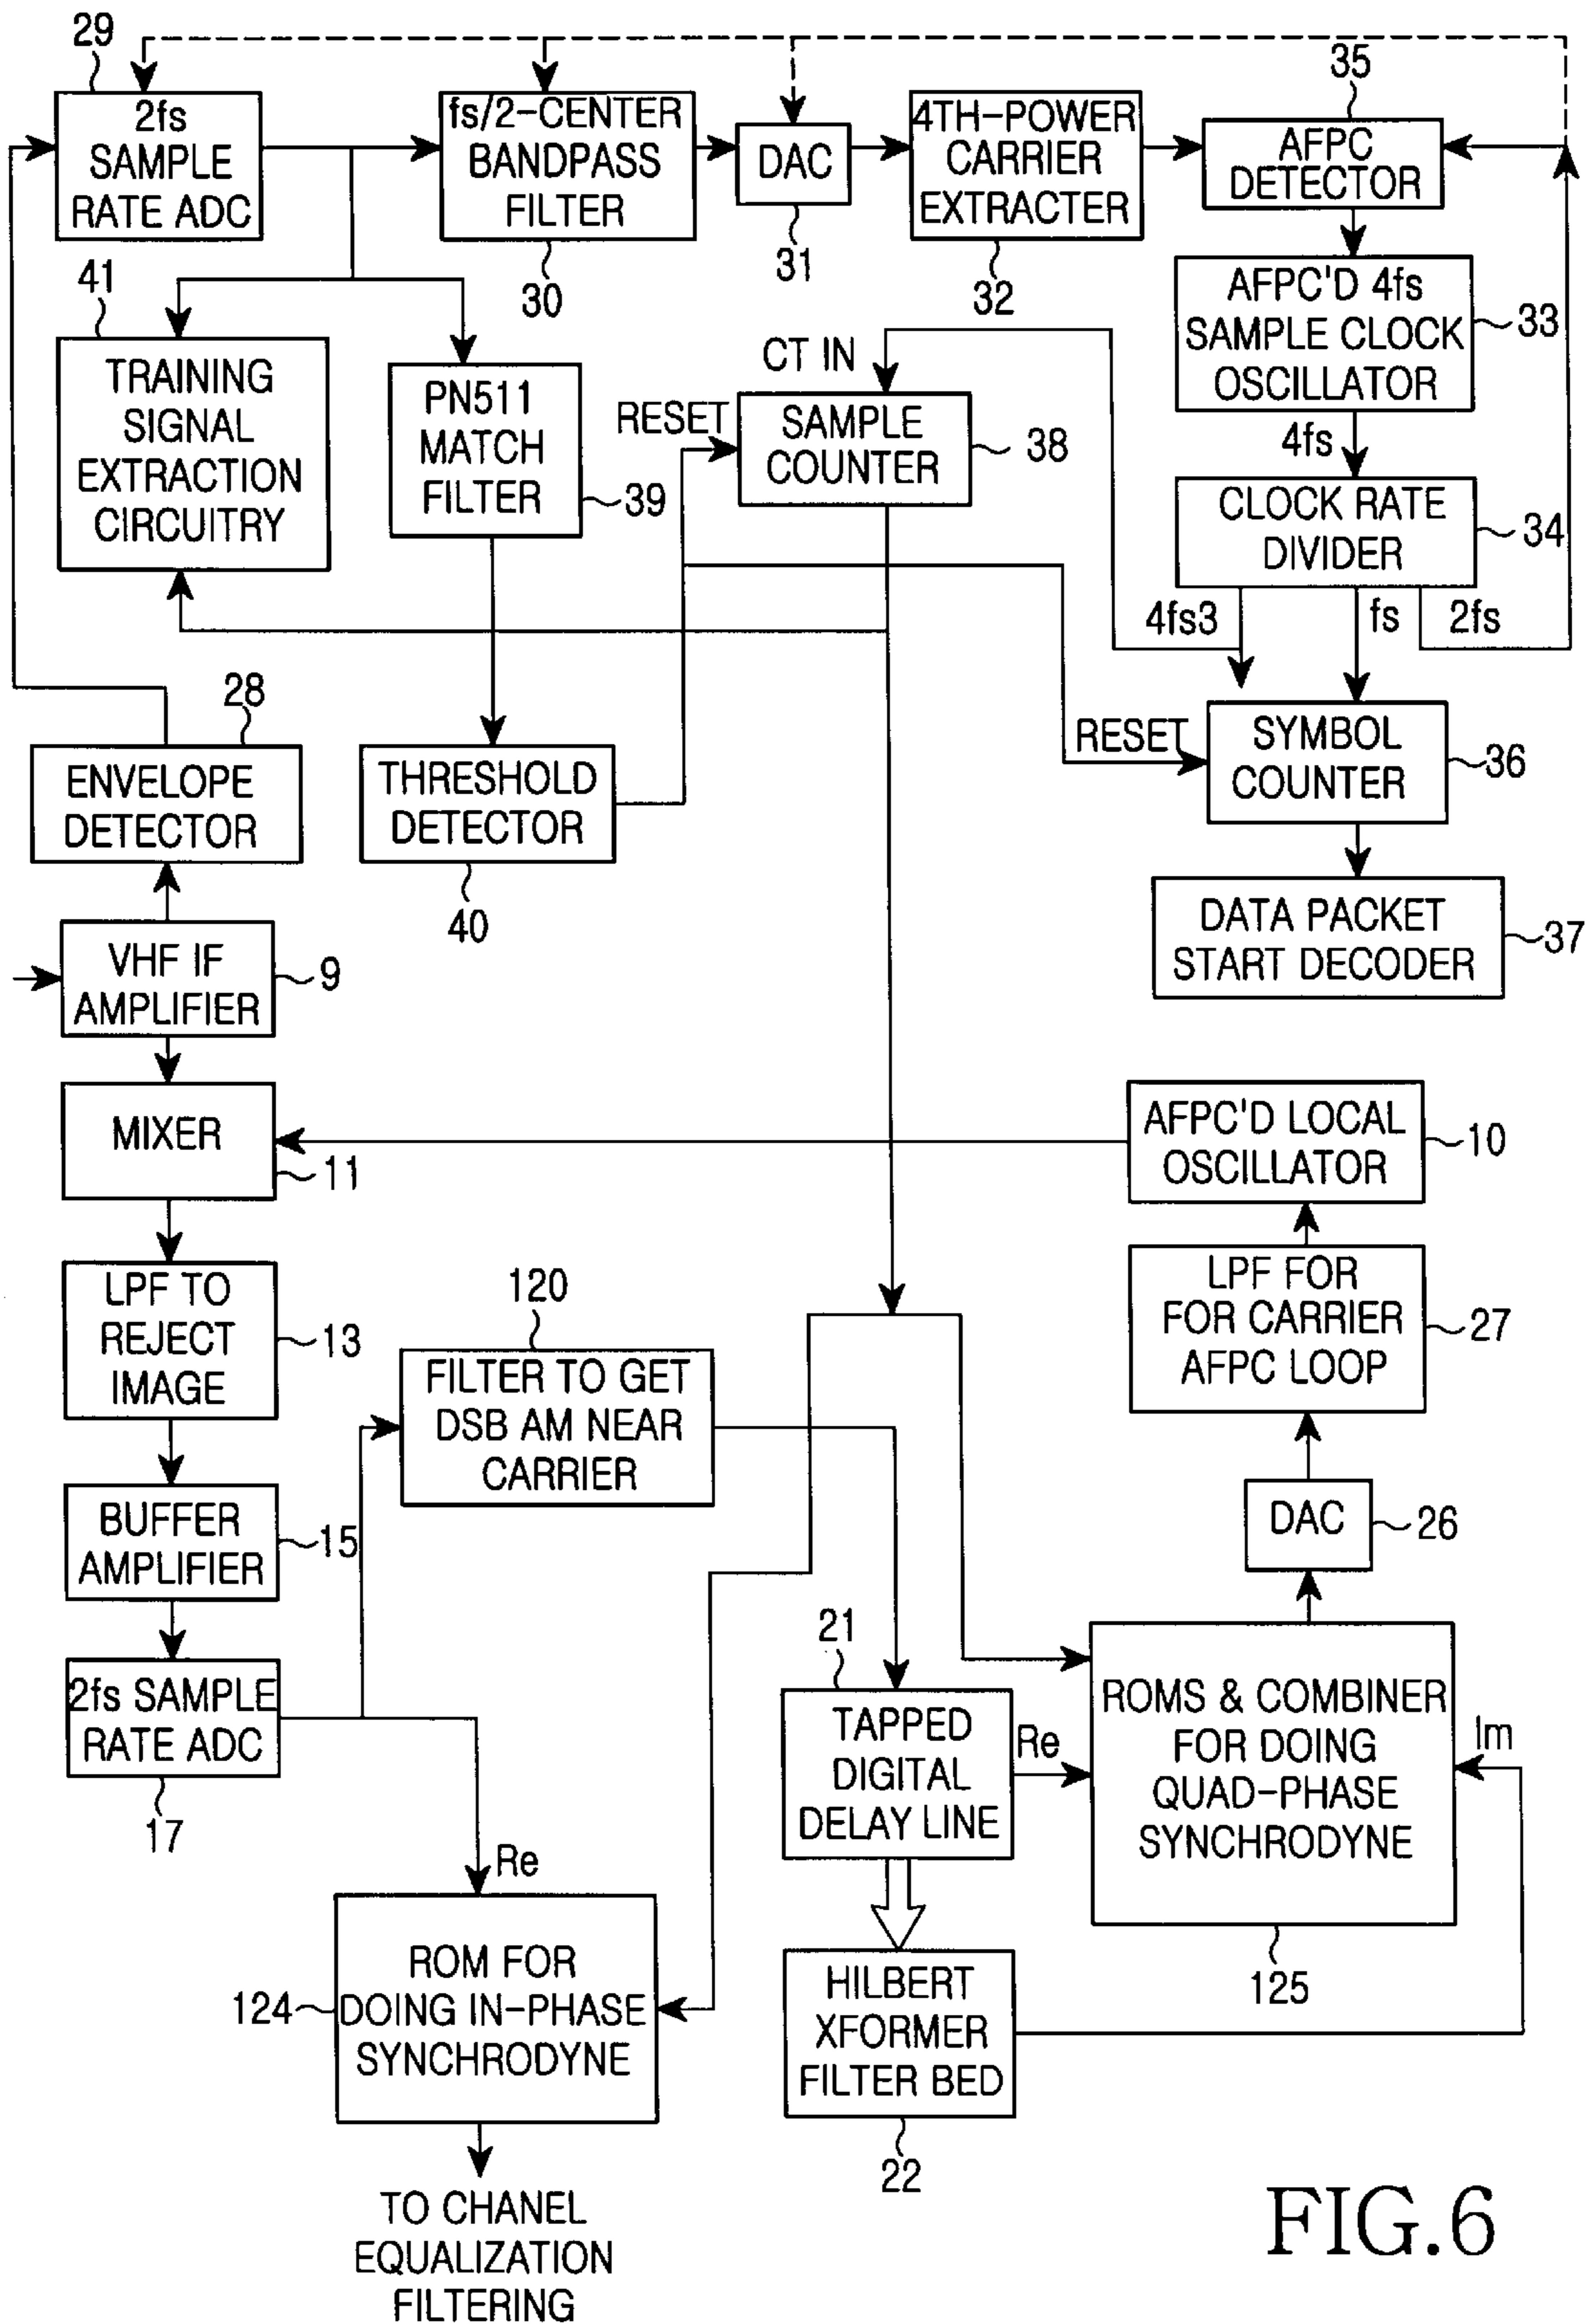 29
2fs
SAMPLE
RATE ADC
fs/2-CENTER
BANDPASS
FILTER
30
DAC
31
4TH-POWER
CARRIER
EXTRACTER
32
35
AFPC
DETECTOR
41
TRAINING
SIGNAL
EXTRACTION
CIRCUITRY
PN511
MATCH
FILTER
39
CT IN
RESET
SAMPLE
COUNTER
38
AFPC'D 4fs
SAMPLE CLOCK
OSCILLATOR
33
4fs
CLOCK RATE
DIVIDER
34
4fs3
fs
2fs
28
ENVELOPE
DETECTOR
THRESHOLD
DETECTOR
40
RESET
SYMBOL
COUNTER
36
DATA PACKET
START DECODER
37
VHF IF
AMPLIFIER
9
MIXER
11
AFPC'D LOCAL
OSCILLATOR
10
LPF TO
REJECT
IMAGE
13
120
FILTER TO GET
DSB AM NEAR
CARRIER
LPF FOR
FOR CARRIER
AFPC LOOP
27
BUFFER
AMPLIFIER
15
DAC
26
2fs SAMPLE
RATE ADC
17
21
TAPPED
DIGITAL
DELAY LINE
Re
ROMS & COMBINER
FOR DOING
QUAD-PHASE
SYNCHRODYNE
Im
125
Re
124
ROM FOR
DOING IN-PHASE
SYNCHRODYNE
HILBERT
XFORMER
FILTER BED
22
TO CHANEL
EQUALIZATION
FILTERING
FIG.6